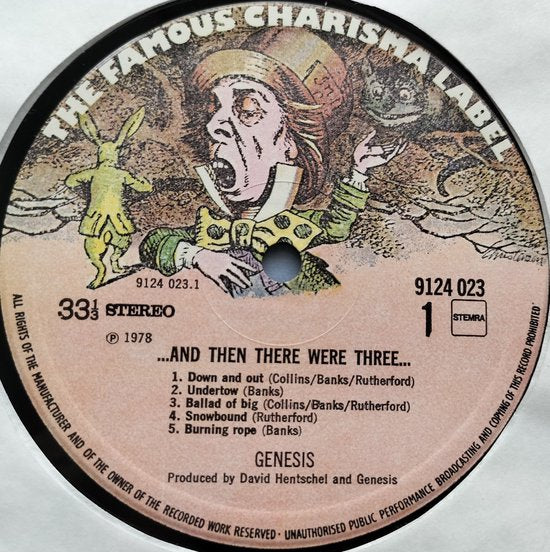 THE FAMOUS CHARISMA LABEL
9124 023.1
9124 023
33⅓ STEREO
1
STEMRA
℗ 1978
...AND THEN THERE WERE THREE...
1. Down and out (Collins/Banks/Rutherford)
2. Undertow (Banks)
3. Ballad of big (Collins/Banks/Rutherford)
4. Snowbound (Rutherford)
5. Burning rope (Banks)
GENESIS
Produced by David Hentschel and Genesis
ALL RIGHTS OF THE MANUFACTURER AND OF THE OWNER OF THE RECORDED WORK RESERVED · UNAUTHORISED PUBLIC PERFORMANCE BROADCASTING AND COPYING OF THIS RECORD PROHIBITED